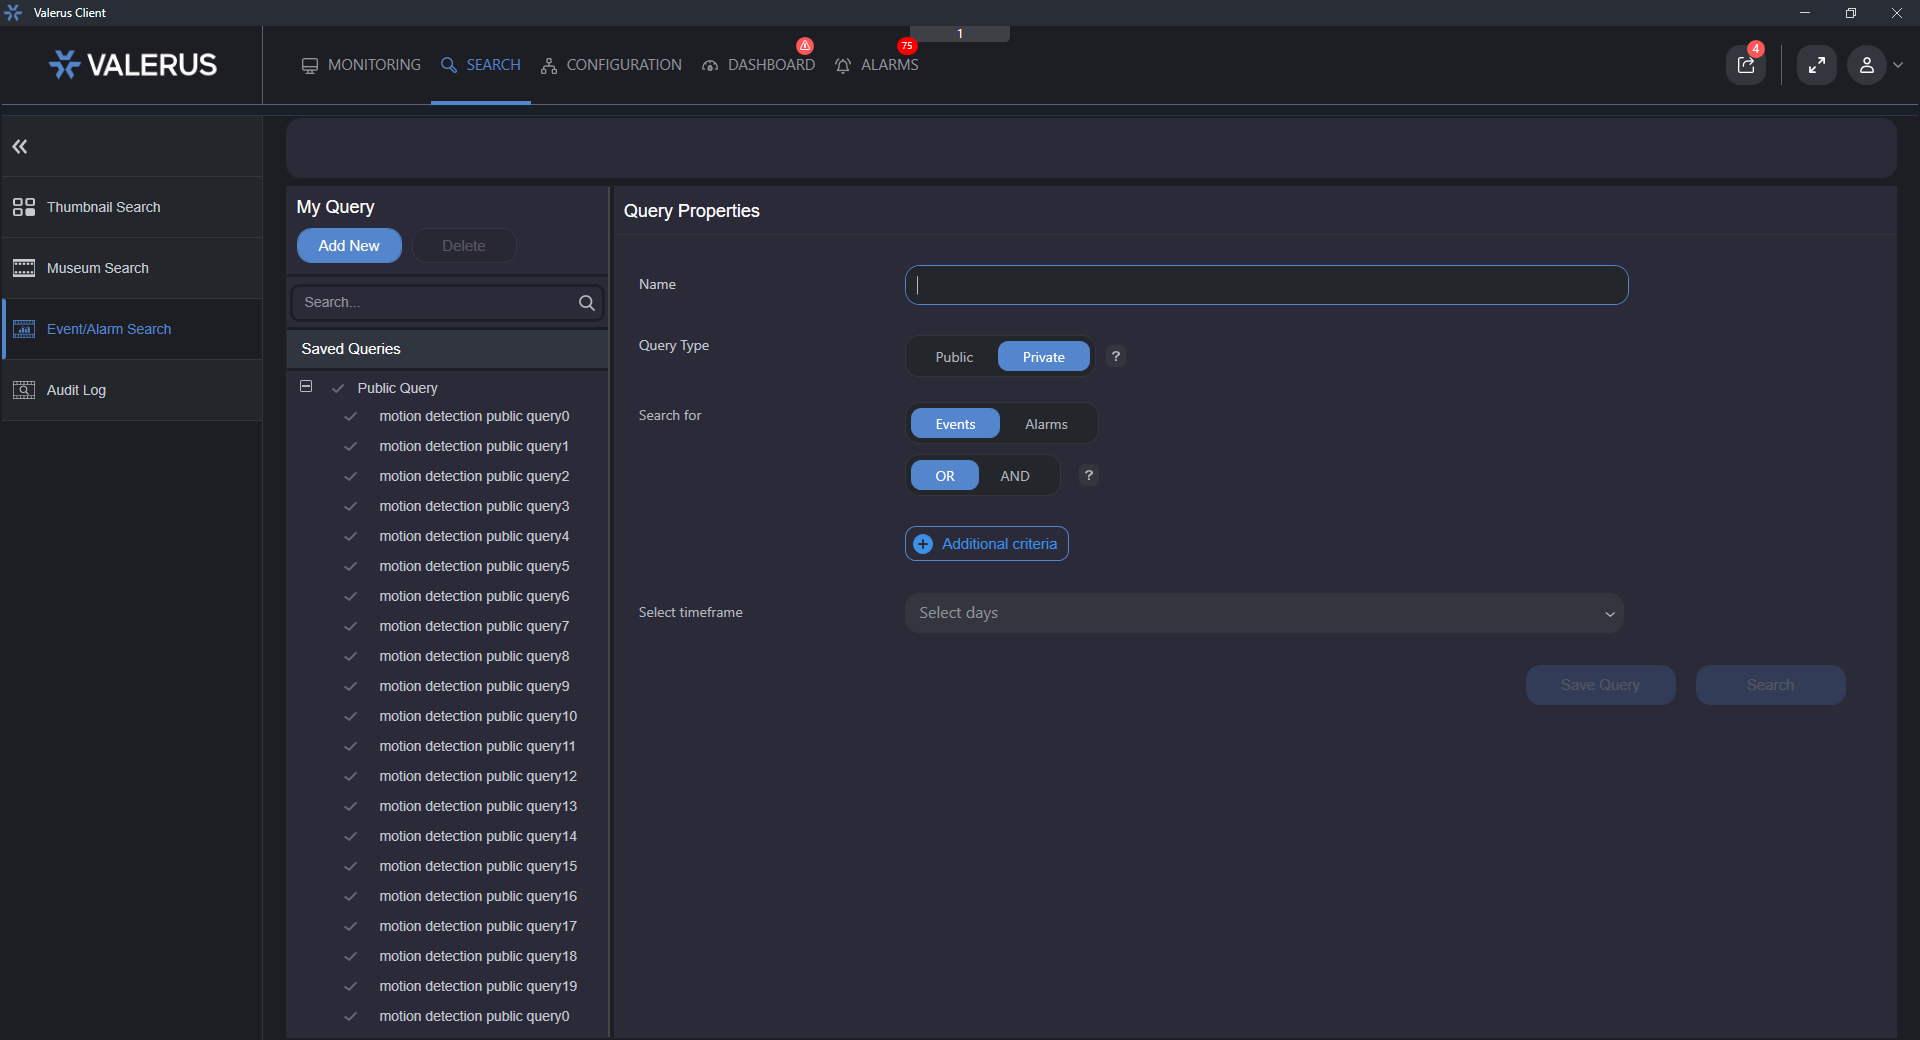 Valerus Client
VALERUS
MONITORING
SEARCH
CONFIGURATION
DASHBOARD
75
ALARMS
1
4
Thumbnail Search
Museum Search
Event/Alarm Search
Audit Log
My Query
Add New
Delete
Search...
Saved Queries
Public Query
motion detection public query0
motion detection public query1
motion detection public query2
motion detection public query3
motion detection public query4
motion detection public query5
motion detection public query6
motion detection public query7
motion detection public query8
motion detection public query9
motion detection public query10
motion detection public query11
motion detection public query12
motion detection public query13
motion detection public query14
motion detection public query15
motion detection public query16
motion detection public query17
motion detection public query18
motion detection public query19
motion detection public query0
Query Properties
Name
Query Type
Public
Private
?
Search for
Events
Alarms
OR
AND
?
Additional criteria
Select timeframe
Select days
Save Query
Search